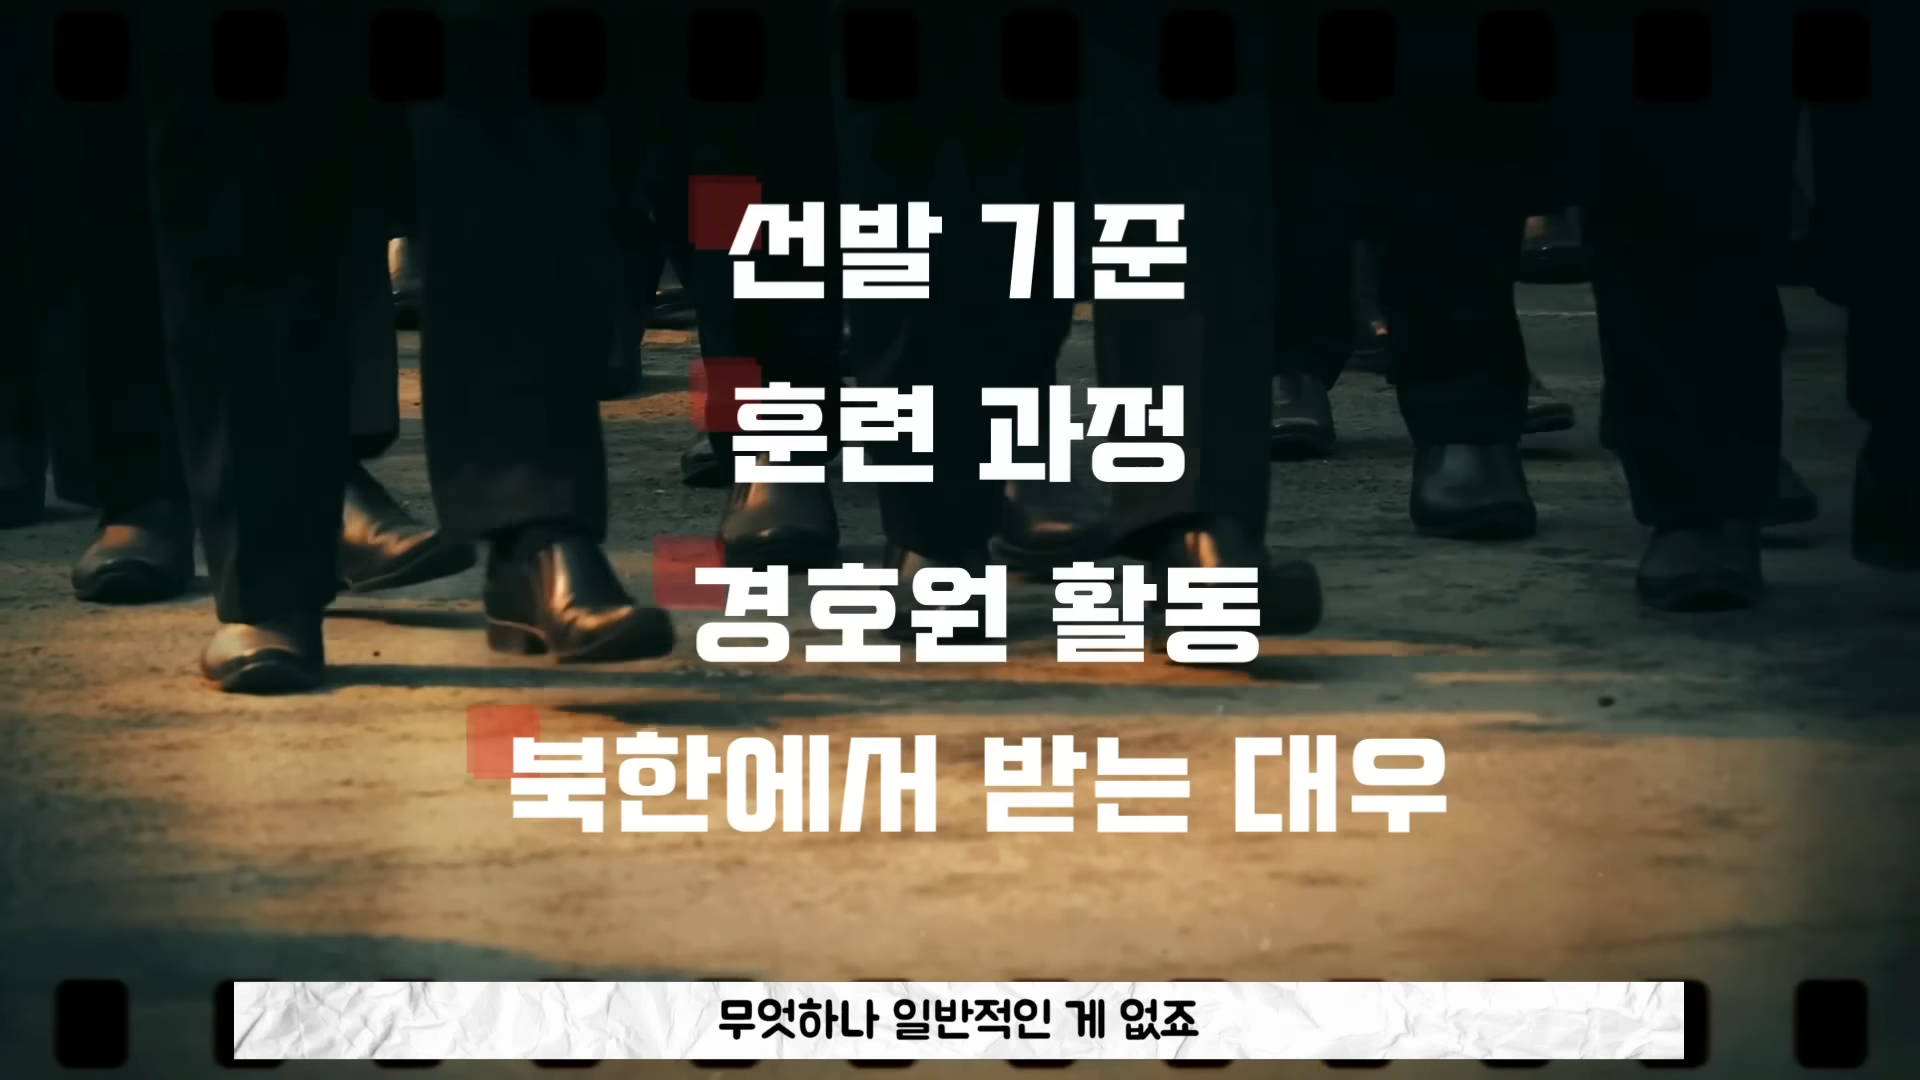 선발 기준
훈련 과정
경호원 활동
북한에서 받는 대우
무엇하나 일반적인 게 없죠